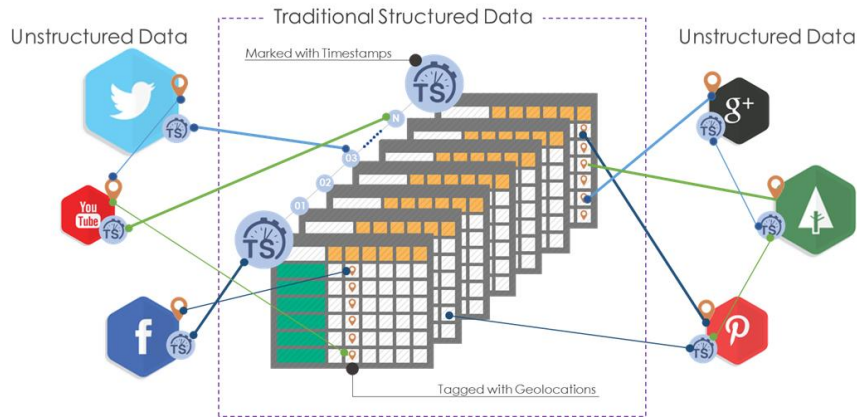 Traditional Structured Data
Unstructured Data
Unstructured Data
Marked with Timestamps
TS
TS
N
03
02
01
TS
TS
You
Tube
TS
f
TS
g+
TS
TS
TS
Tagged with Geolocations